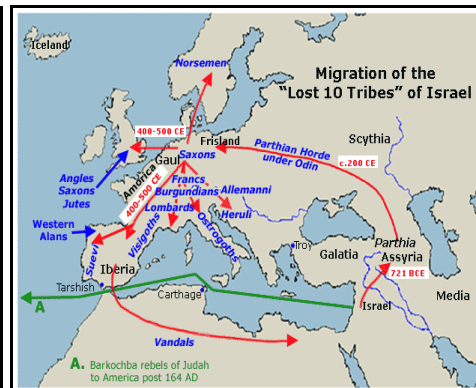 Iceland
Norsemen
Migration of the
"Lost 10 Tribes" of Israel
400-500 CE
Frisland
Parthian Horde
under Odin
Scythia
c.200 CE
Saxons
Gaul
Angles
Saxons
Jutes
Amorica
400-500 CE
Francs
Burgundians
Allemanni
Lombards
Heruli
Ostrogoths
Visigoths
Western
Alans
Suevi
Iberia
Troy
Galatia
Parthia
Assyria
721 BCE
Tarshish
Carthage
Israel
Media
A
Vandals
A. Barkochba rebels of Judah
to America post 164 AD